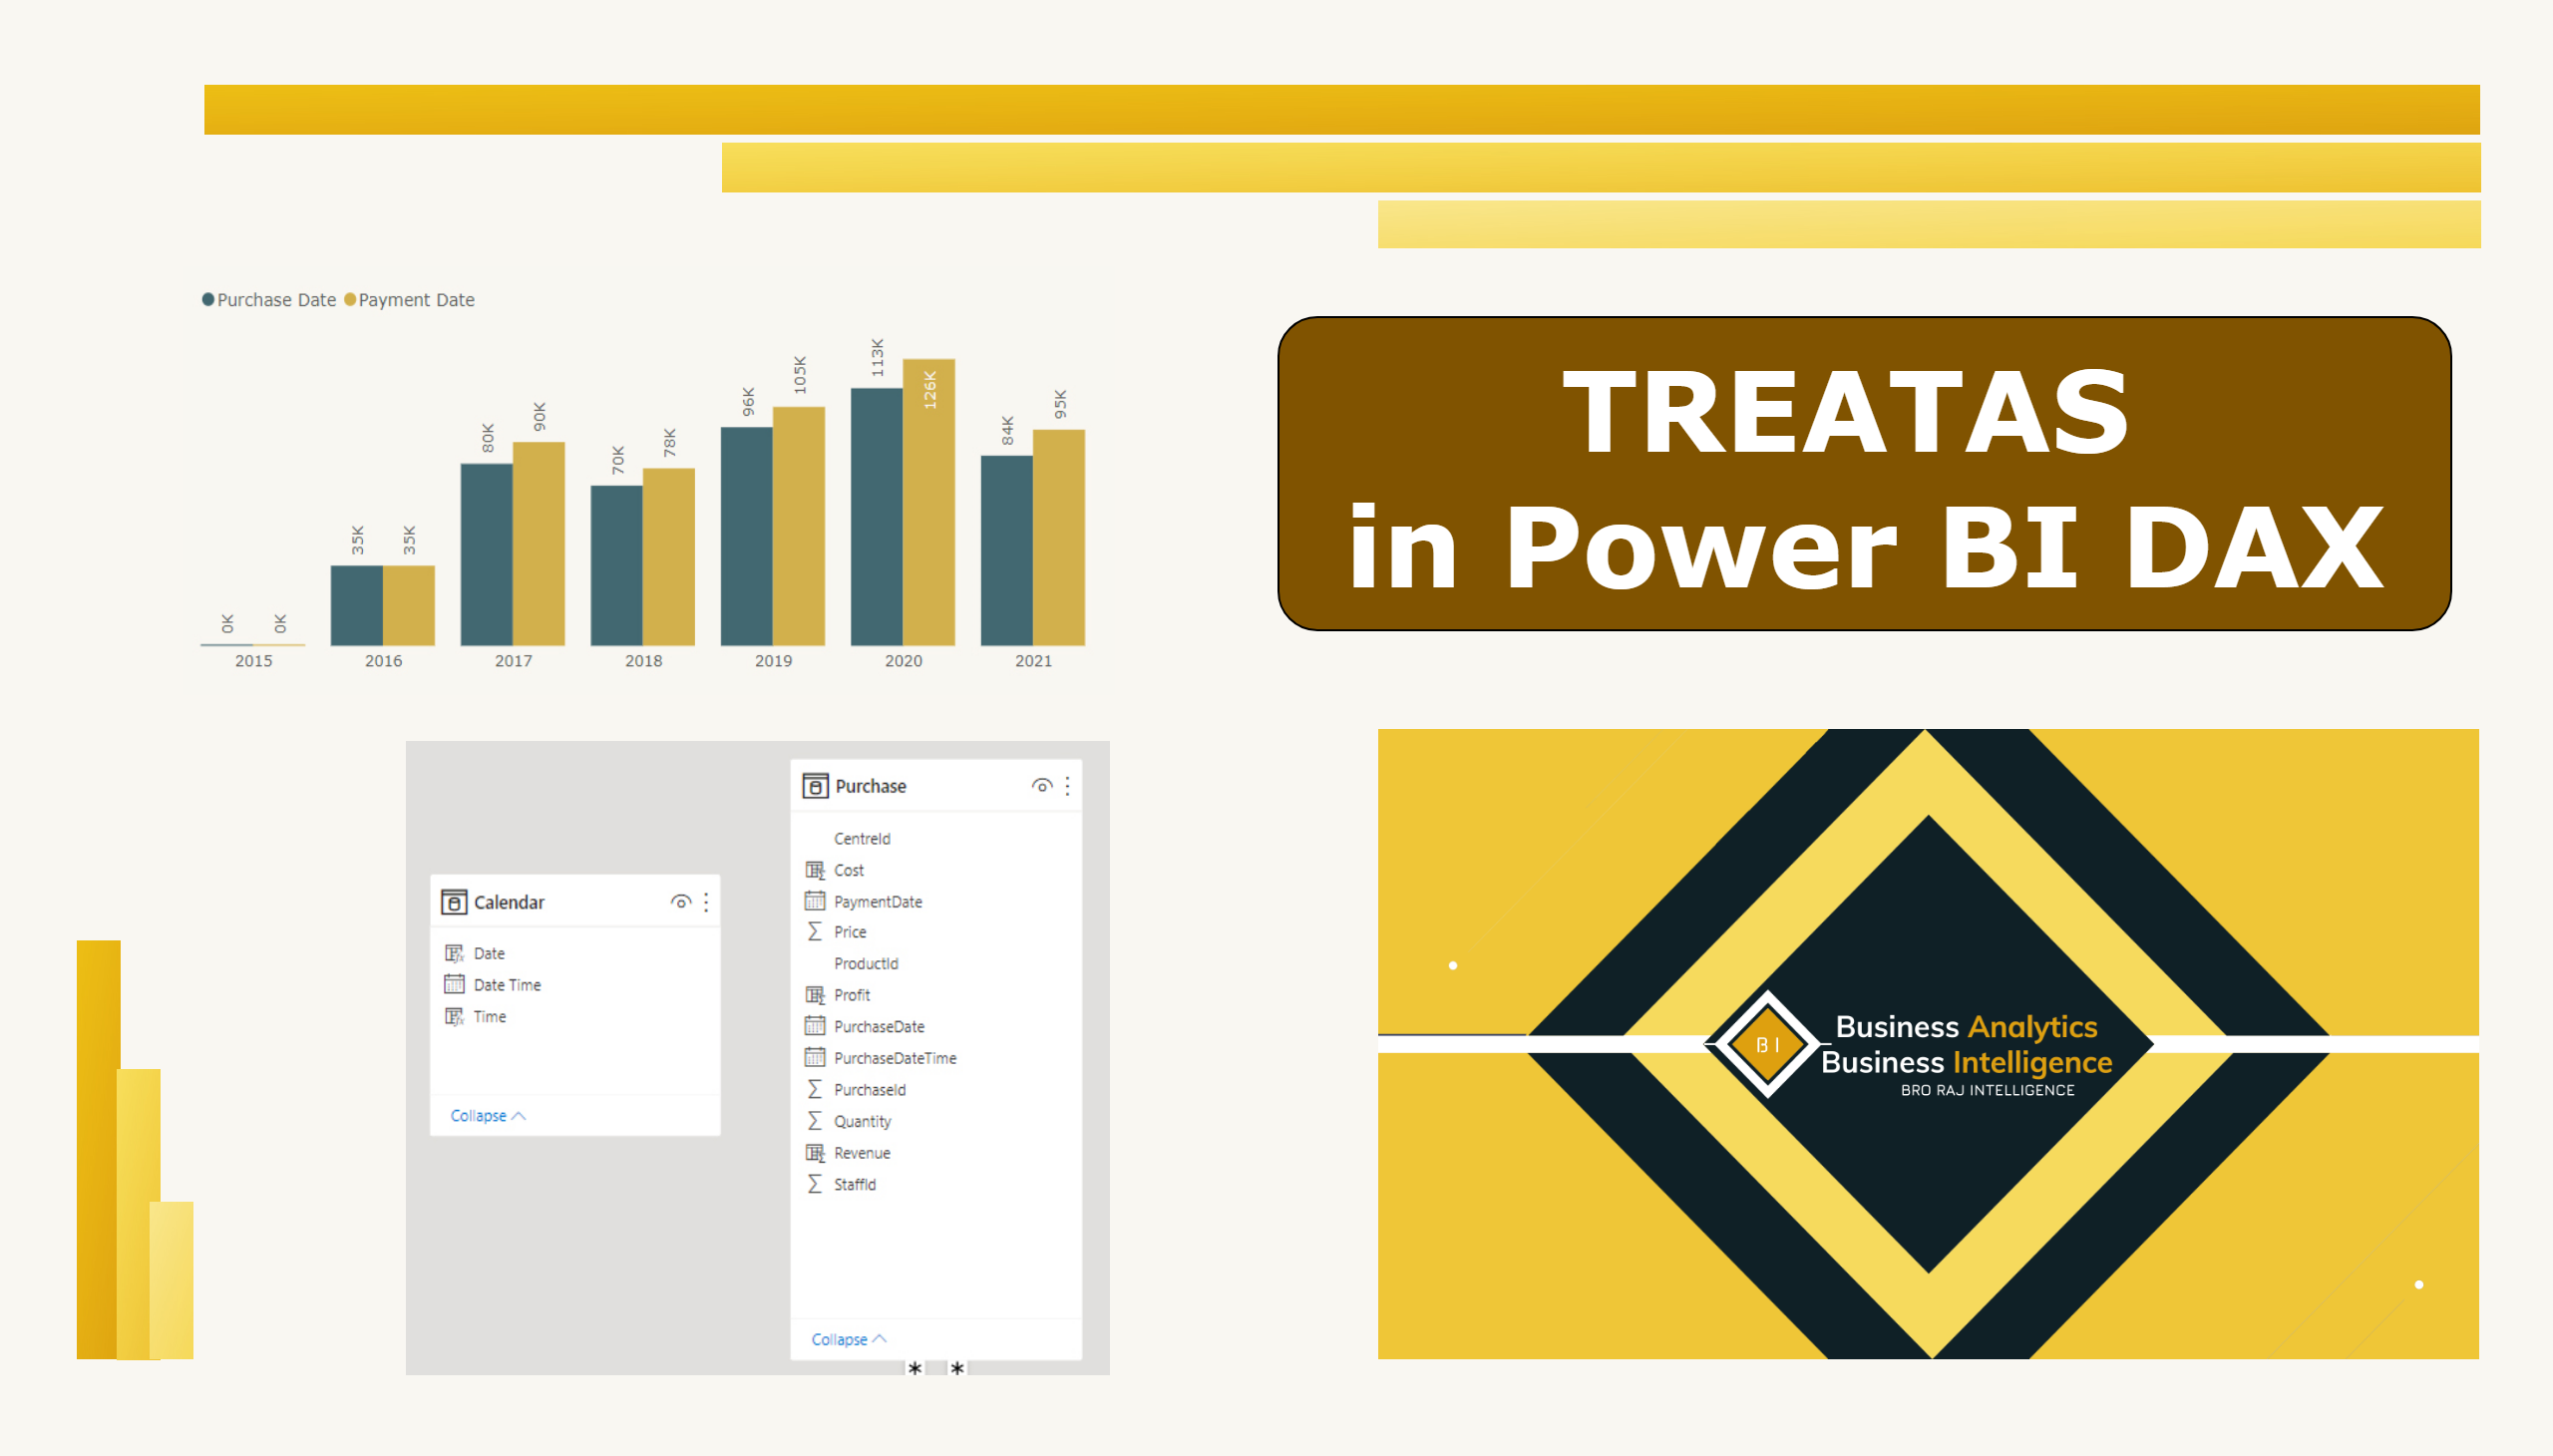 Purchase Date Payment Date
0K 0K 35K 35K 80K 90K 70K 78K 96K 105K 113K 126K 84K 95K
2015 2016 2017 2018 2019 2020 2021
TREATAS
in Power BI DAX
Calendar
Date
Date Time
Time
Collapse
Purchase
CentreId
Cost
PaymentDate
Price
ProductId
Profit
PurchaseDate
PurchaseDateTime
PurchaseId
Quantity
Revenue
StaffId
Collapse
* *
BI
Business Analytics
Business Intelligence
BRO RAJ INTELLIGENCE